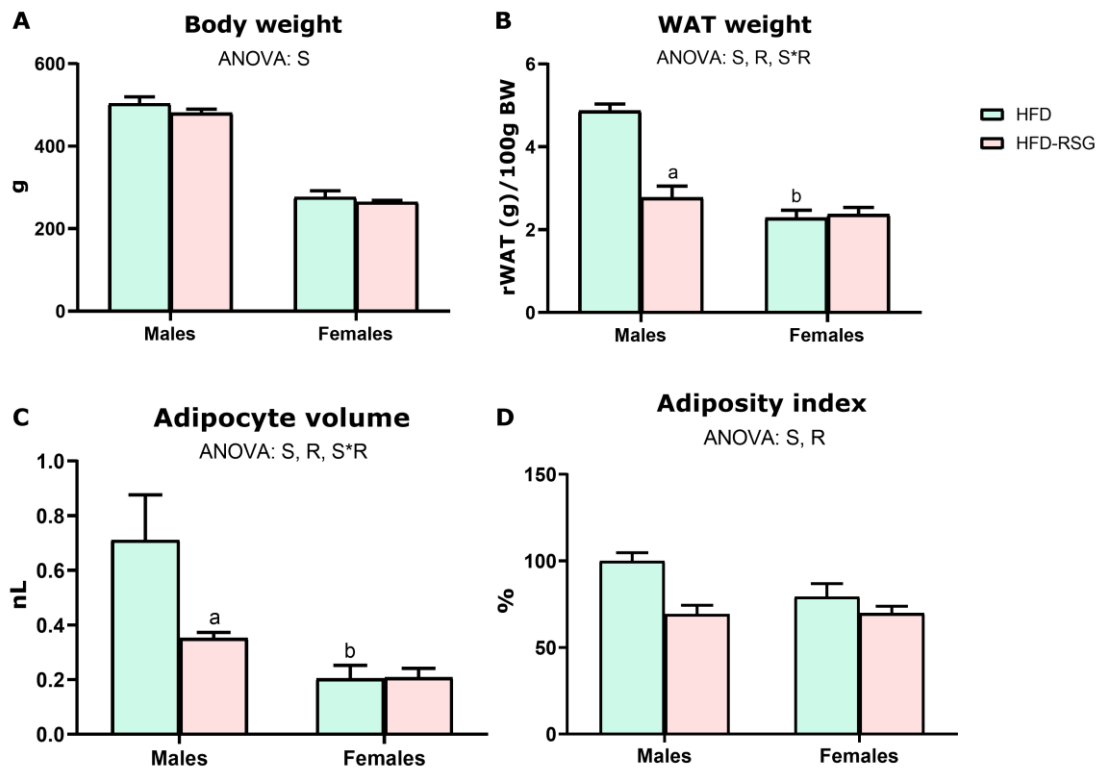 A
Body weight
ANOVA: S
g
600
400
200
0
Males
Females
B
WAT weight
ANOVA: S, R, S*R
rWAT (g)/100g BW
6
4
2
0
a
b
Males
Females
HFD
HFD-RSG
C
Adipocyte volume
ANOVA: S, R, S*R
nL
1.0
0.8
0.6
0.4
0.2
0.0
a
b
Males
Females
D
Adiposity index
ANOVA: S, R
%
150
100
50
0
Males
Females